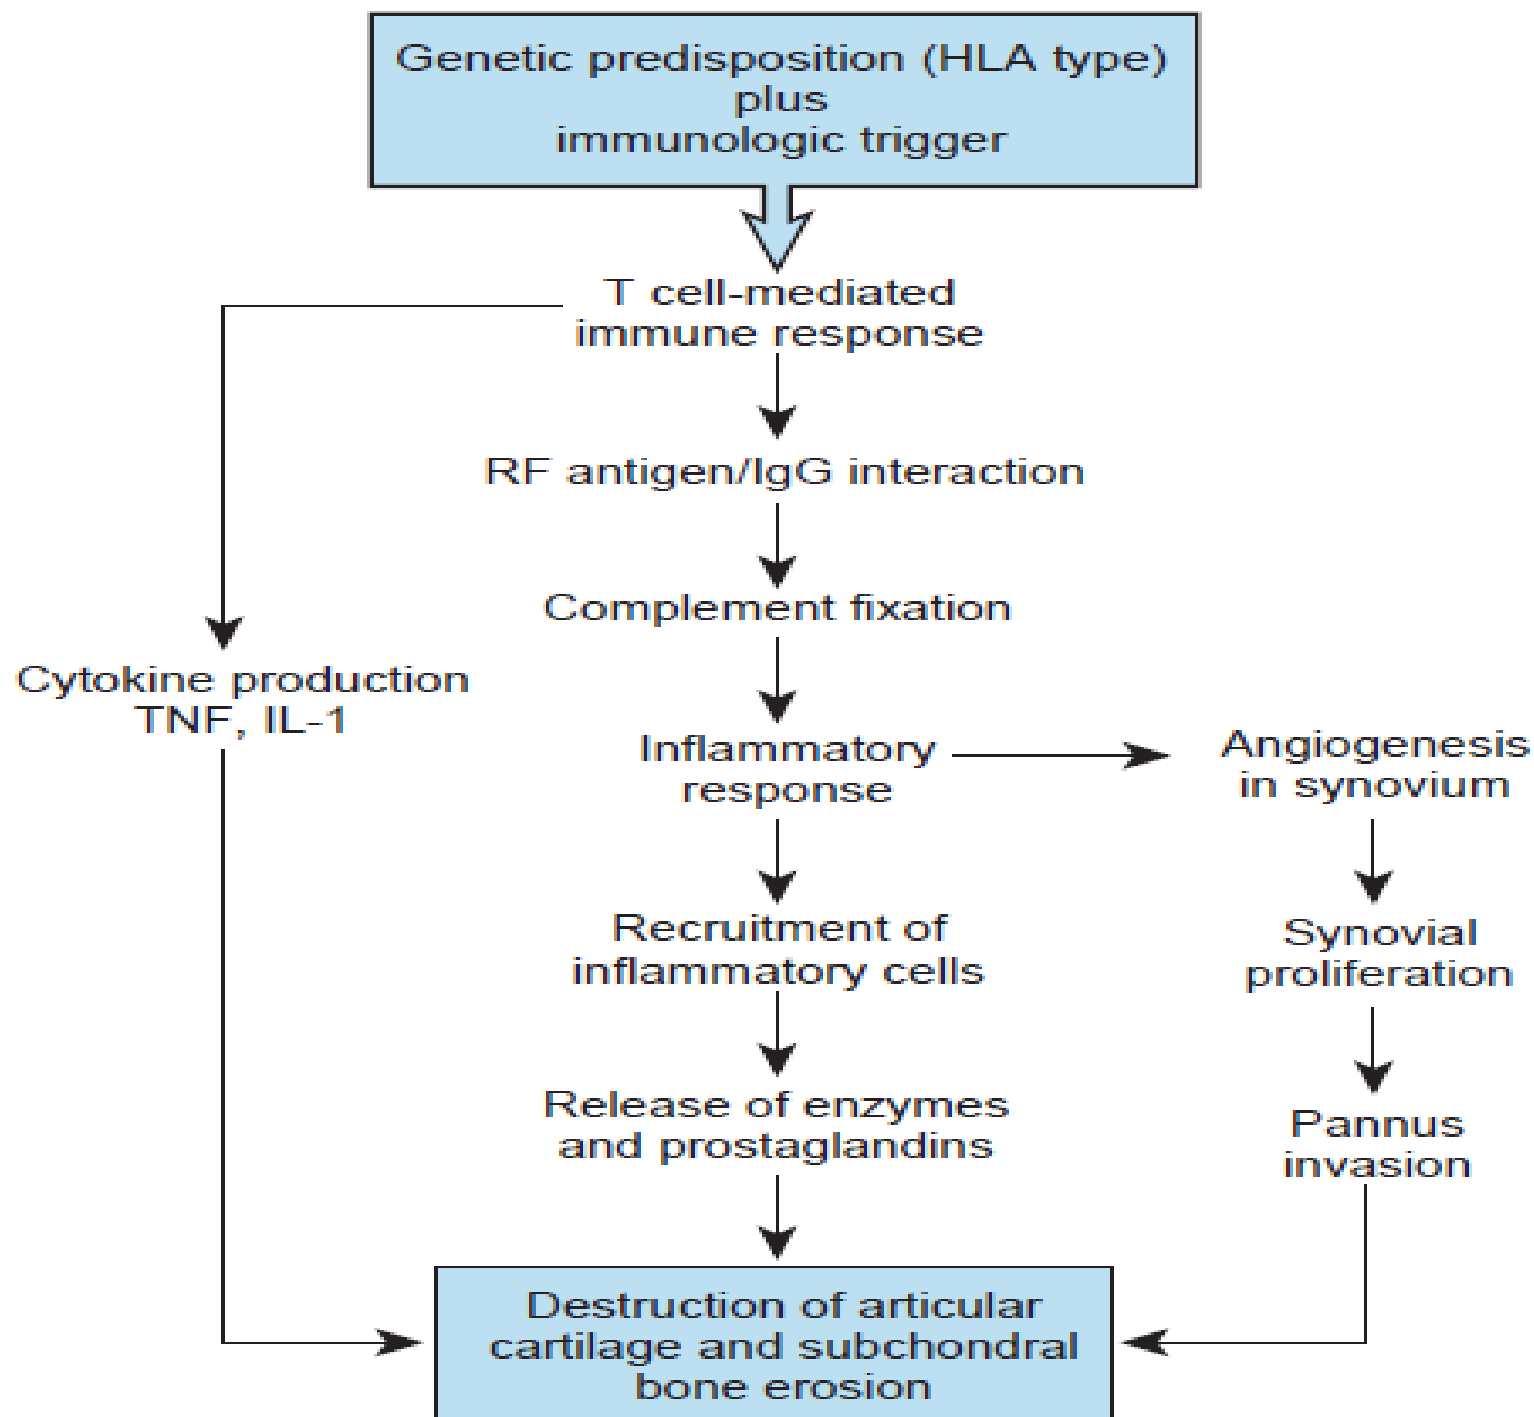 Genetic predisposition (HLA type)
plus
immunologic trigger
T cell-mediated
immune response
RF antigen/IgG interaction
Complement fixation
Cytokine production
TNF, IL-1
Inflammatory
response
Angiogenesis
in synovium
Recruitment of
inflammatory cells
Synovial
proliferation
Release of enzymes
and prostaglandins
Pannus
invasion
Destruction of articular
cartilage and subchondral
bone erosion